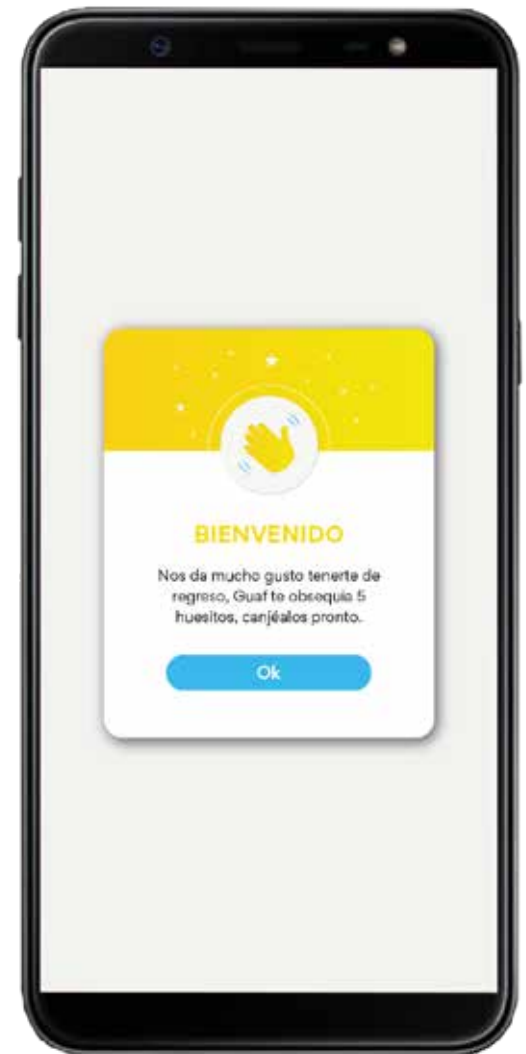 BIENVENIDO
Nos da mucho gusto tenerte de
regreso, Guaf te obsequia 5
huesitos, canjéalos pronto.
Ok